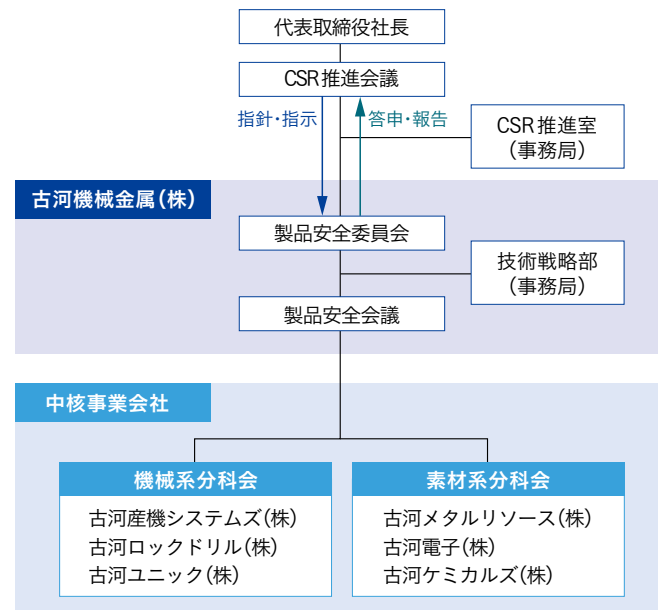 代表取締役社長
CSR推進会議
指針・指示
答申・報告
CSR推進室
（事務局）
古河機械金属（株）
製品安全委員会
技術戦略部
（事務局）
製品安全会議
中核事業会社
機械系分科会
古河産機システムズ（株）
古河ロックドリル（株）
古河ユニック（株）
素材系分科会
古河メタルリソース（株）
古河電子（株）
古河ケミカルズ（株）